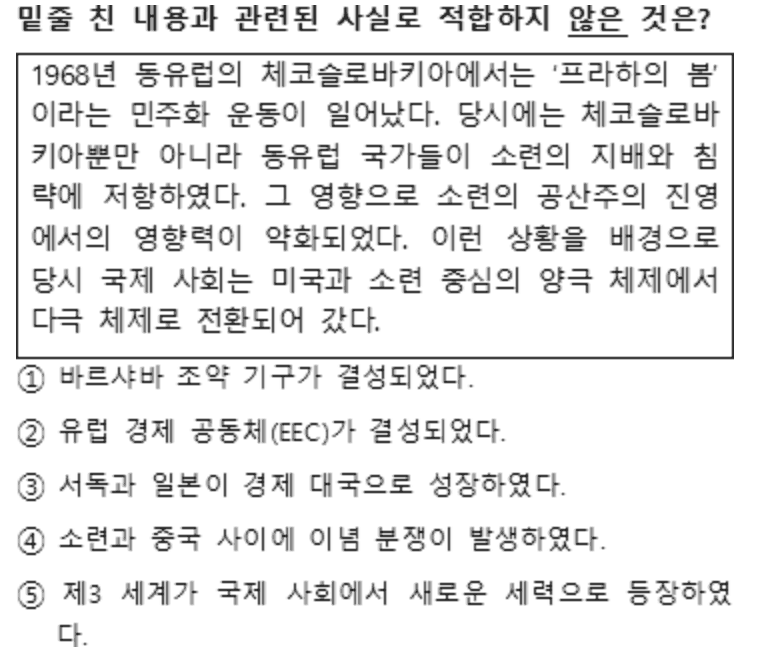 밑줄 친 내용과 관련된 사실로 적합하지 않은 것은?
1968년 동유럽의 체코슬로바키아에서는 ‘프라하의 봄’
이라는 민주화 운동이 일어났다. 당시에는 체코슬로바
키아뿐만 아니라 동유럽 국가들이 소련의 지배와 침
략에 저항하였다. 그 영향으로 소련의 공산주의 진영
에서의 영향력이 약화되었다. 이런 상황을 배경으로
당시 국제 사회는 미국과 소련 중심의 양극 체제에서
다극 체제로 전환되어 갔다.
① 바르샤바 조약 기구가 결성되었다.
② 유럽 경제 공동체(EEC)가 결성되었다.
③ 서독과 일본이 경제 대국으로 성장하였다.
④ 소련과 중국 사이에 이념 분쟁이 발생하였다.
⑤ 제3 세계가 국제 사회에서 새로운 세력으로 등장하였
다.